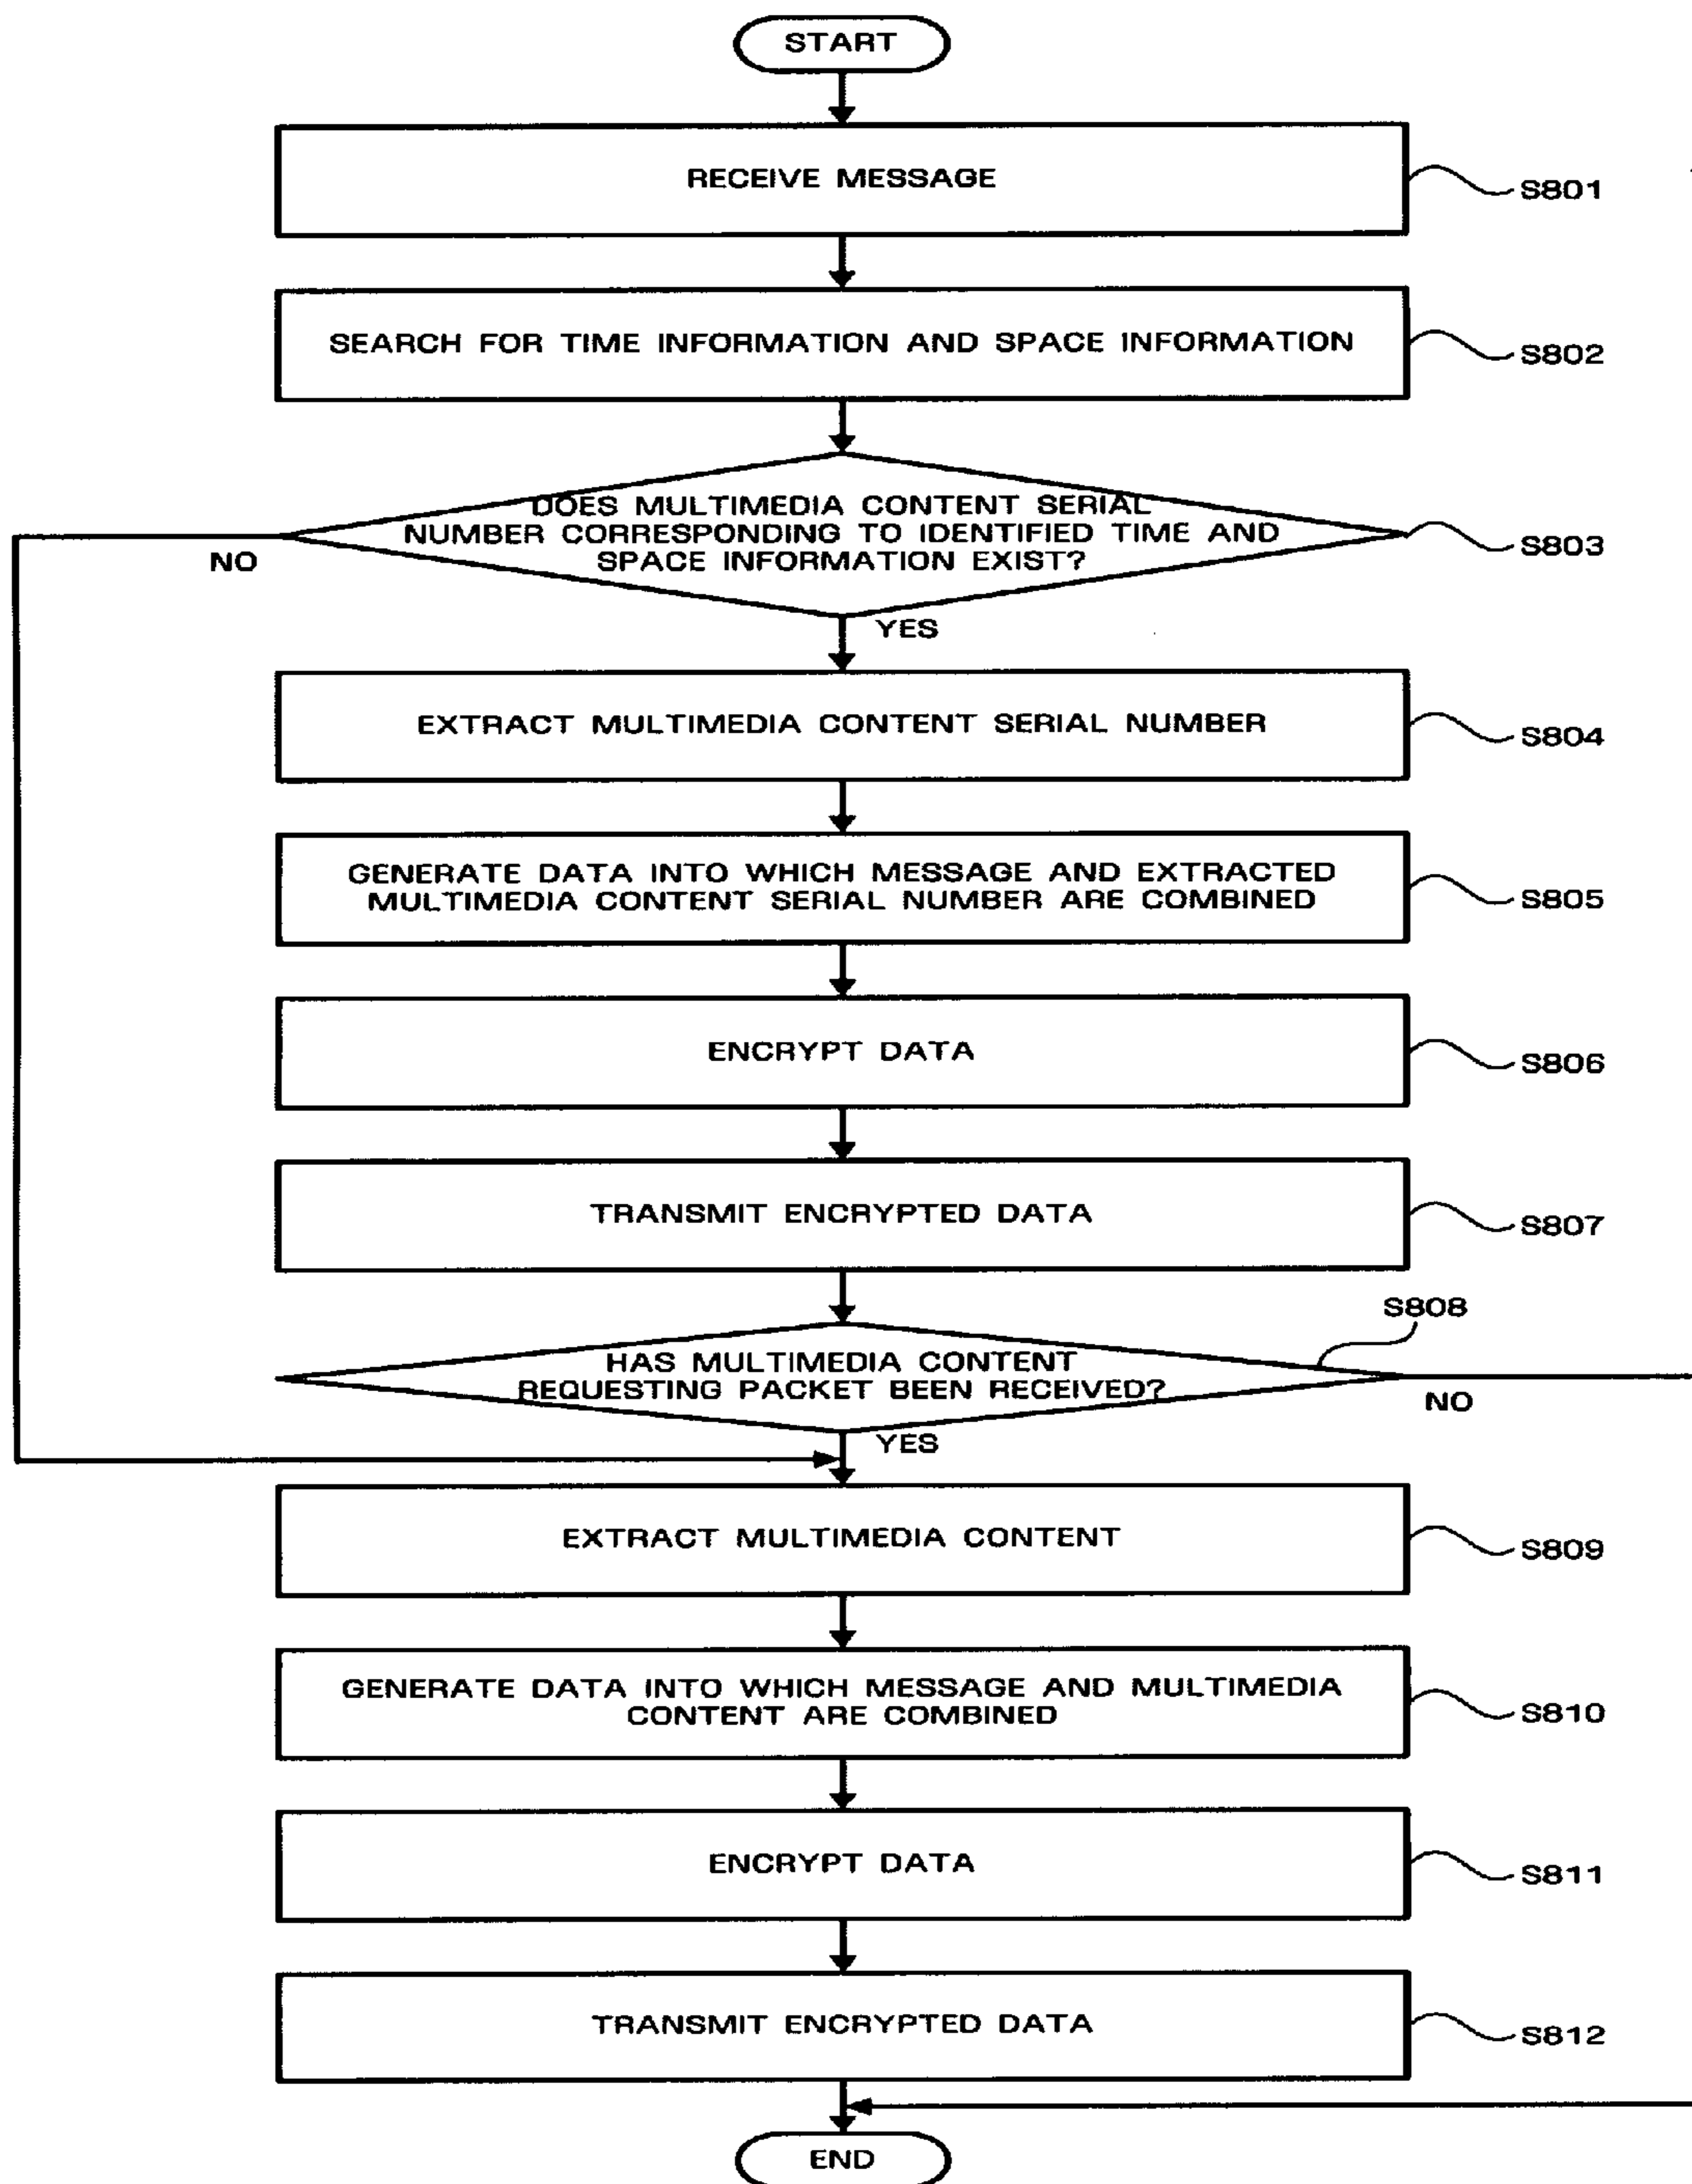 START
RECEIVE MESSAGE
S801
SEARCH FOR TIME INFORMATION AND SPACE INFORMATION
S802
DOES MULTIMEDIA CONTENT SERIAL
NUMBER CORRESPONDING TO IDENTIFIED TIME AND
SPACE INFORMATION EXIST?
S803
NO
YES
EXTRACT MULTIMEDIA CONTENT SERIAL NUMBER
S804
GENERATE DATA INTO WHICH MESSAGE AND EXTRACTED
MULTIMEDIA CONTENT SERIAL NUMBER ARE COMBINED
S805
ENCRYPT DATA
S806
TRANSMIT ENCRYPTED DATA
S807
S808
HAS MULTIMEDIA CONTENT
REQUESTING PACKET BEEN RECEIVED?
NO
YES
EXTRACT MULTIMEDIA CONTENT
S809
GENERATE DATA INTO WHICH MESSAGE AND MULTIMEDIA
CONTENT ARE COMBINED
S810
ENCRYPT DATA
S811
TRANSMIT ENCRYPTED DATA
S812
END